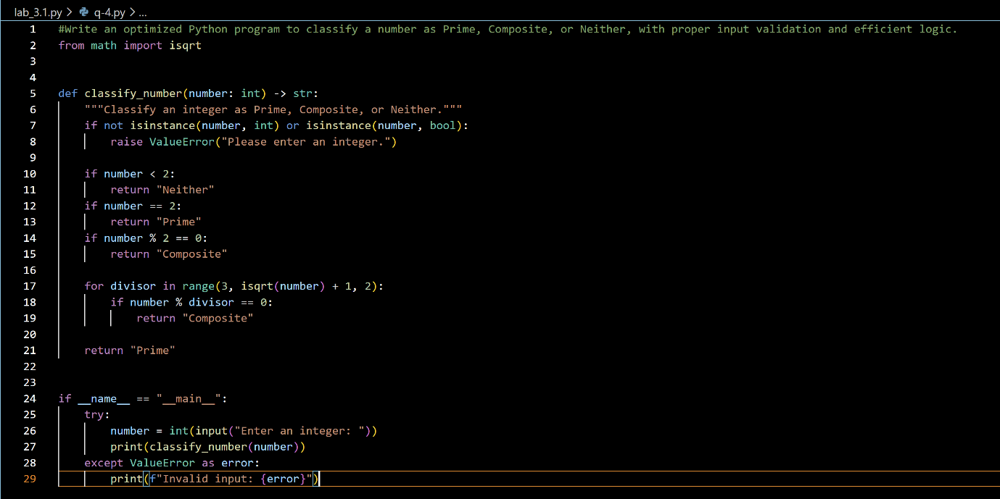 lab_3.1.py > q-4.py > ...
1 #Write an optimized Python program to classify a number as Prime, Composite, or Neither, with proper input validation and efficient logic.
2 from math import isqrt
3
4
5 def classify_number(number: int) -> str:
6     """Classify an integer as Prime, Composite, or Neither."""
7     if not isinstance(number, int) or isinstance(number, bool):
8         raise ValueError("Please enter an integer.")
9
10     if number < 2:
11         return "Neither"
12     if number == 2:
13         return "Prime"
14     if number % 2 == 0:
15         return "Composite"
16
17     for divisor in range(3, isqrt(number) + 1, 2):
18         if number % divisor == 0:
19             return "Composite"
20
21     return "Prime"
22
23
24 if __name__ == "__main__":
25     try:
26         number = int(input("Enter an integer: "))
27         print(classify_number(number))
28     except ValueError as error:
29         print(f"Invalid input: {error}")